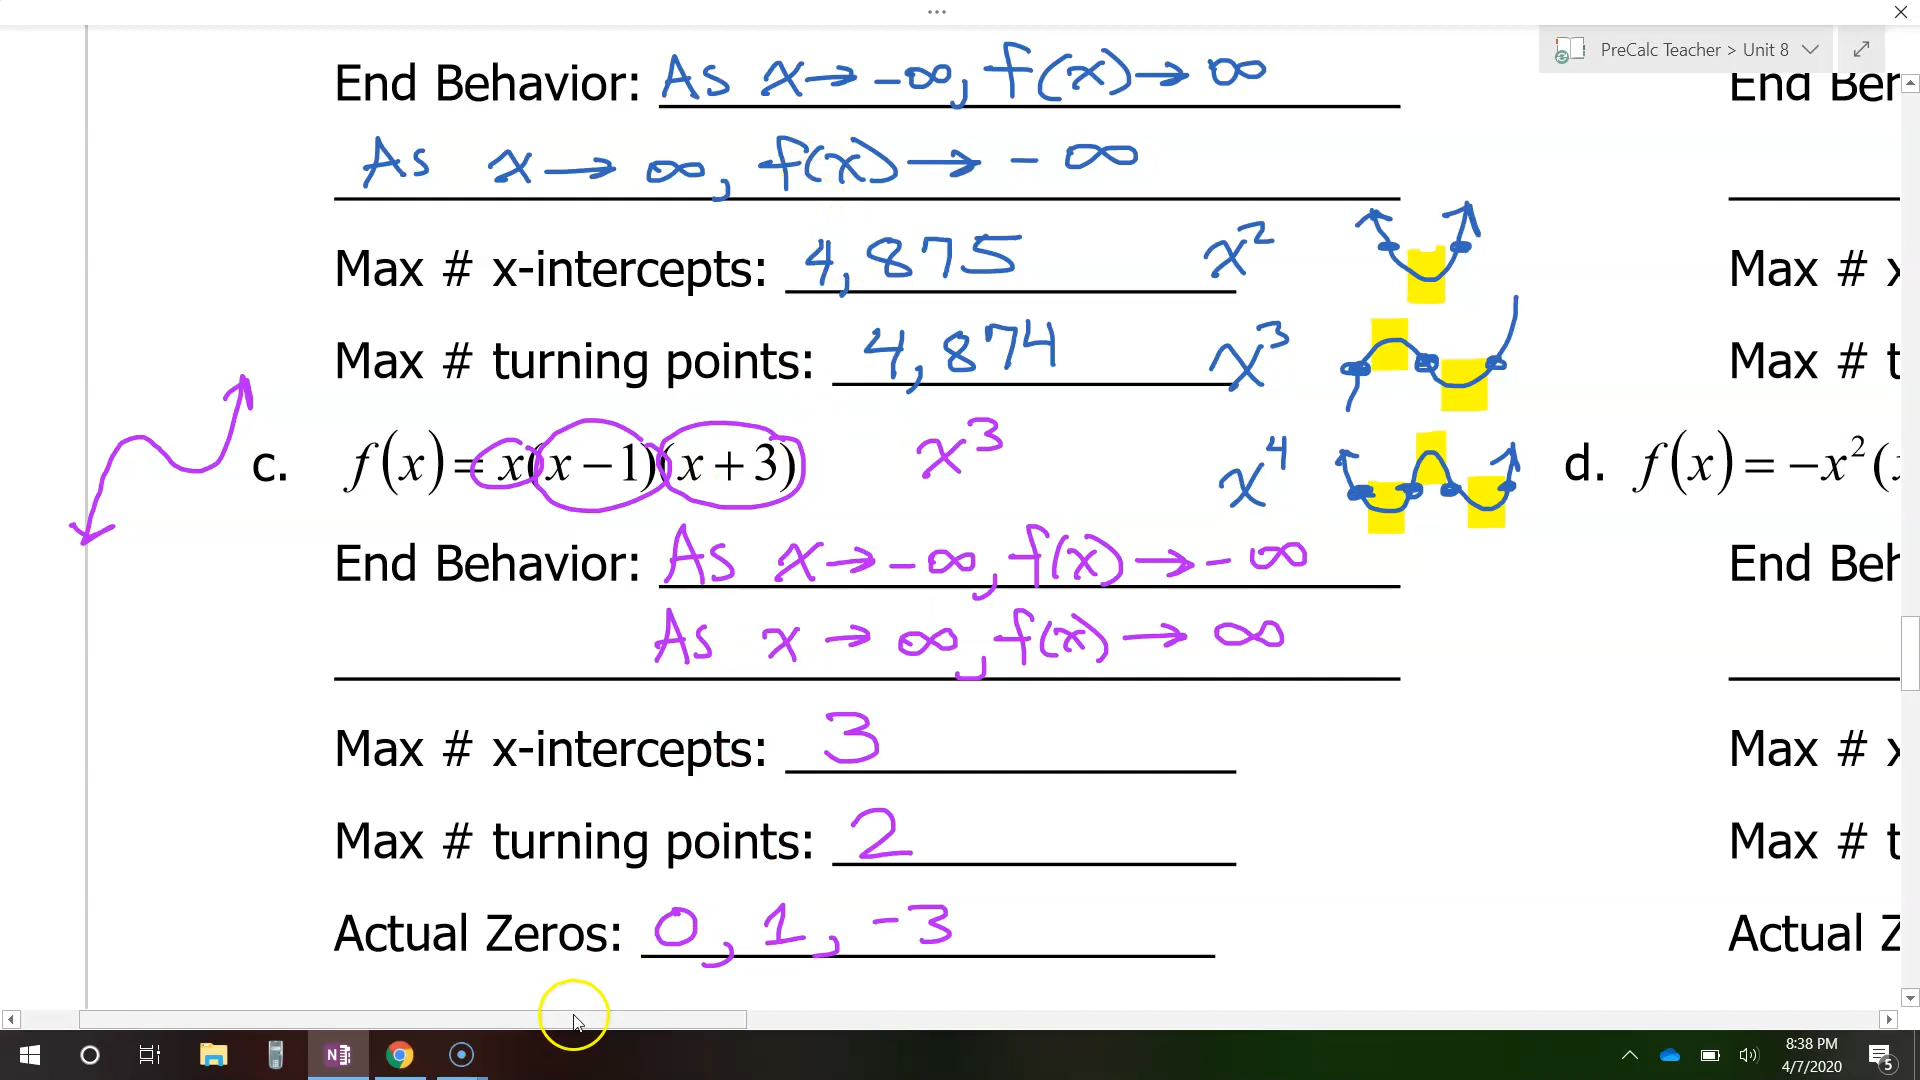 PreCalc Teacher > Unit 8
End Behavior: As x → -∞, f(x) → ∞
End Beh
As x → ∞, f(x) → - ∞
Max # x-intercepts: 4,875
x²
Max # x
Max # turning points: 4,874
x³
Max # t
c. f(x) = x(x − 1)(x + 3)
x³
x⁴
d. f(x) = −x²(
End Behavior: As x → -∞, f(x) → - ∞
End Beh
As x → ∞, f(x) → ∞
Max # x-intercepts: 3
Max # x
Max # turning points: 2
Max # t
Actual Zeros: 0, 1, -3
Actual Z
8:38 PM
4/7/2020
5